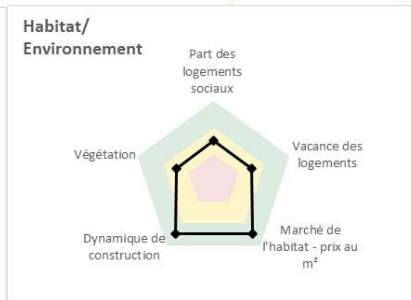 Habitat/
Environnement
Part des
logements
sociaux
Végétation
Vacance des
logements
Dynamique de
construction
Marché de
l'habitat - prix au
m²